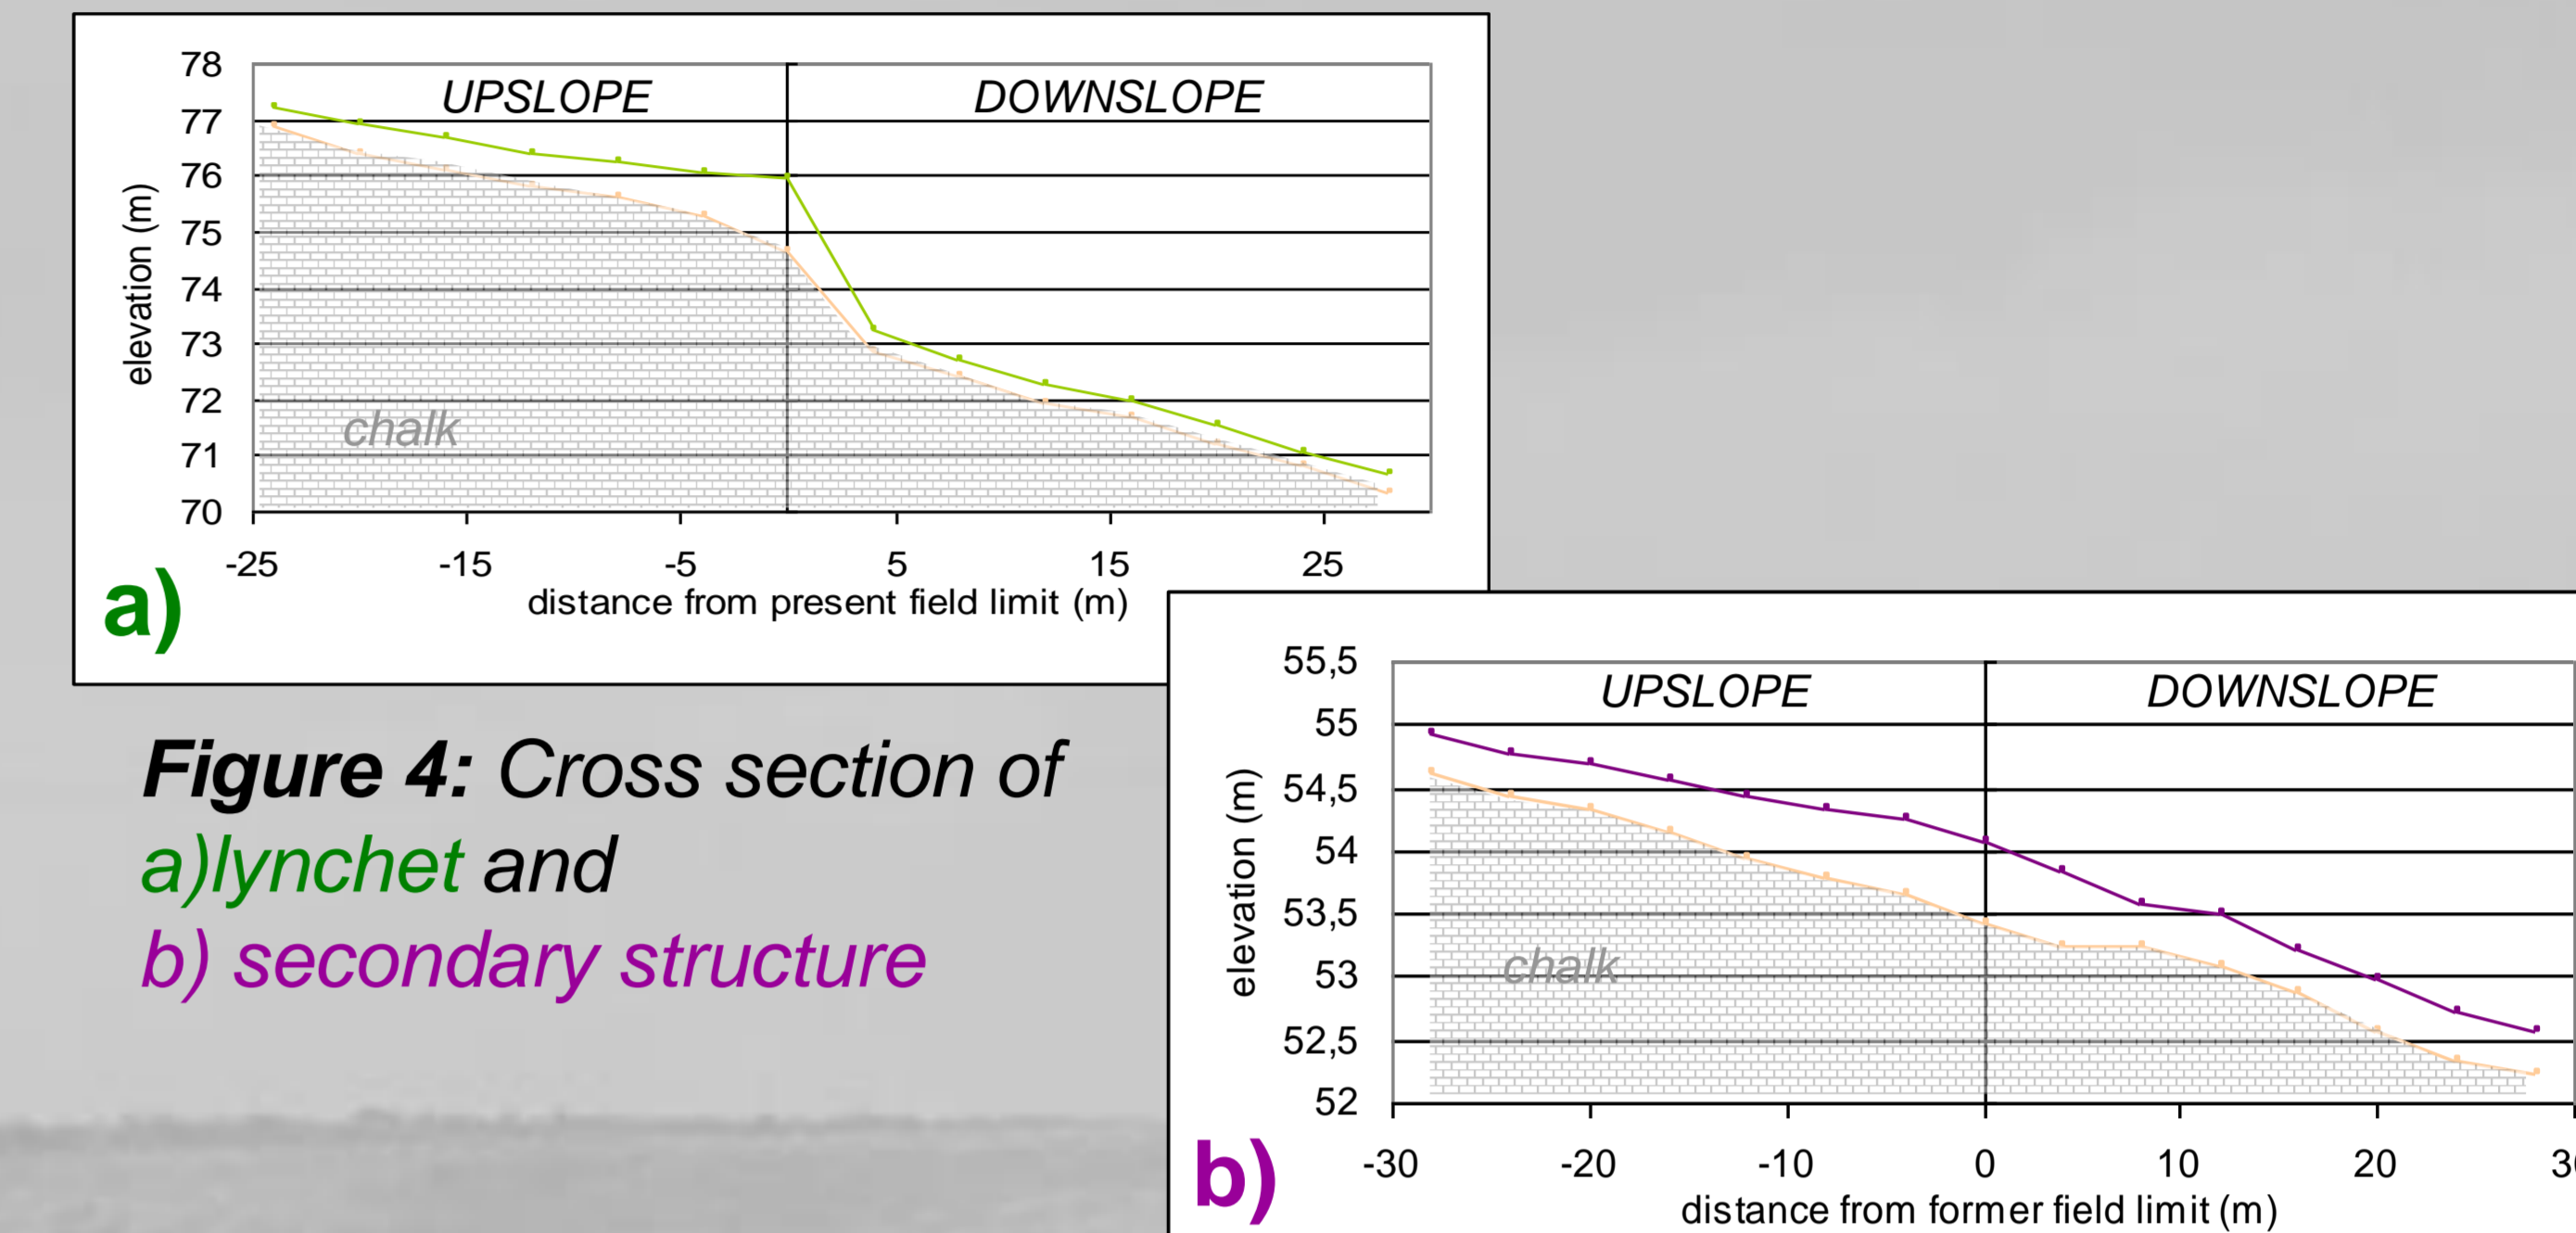 78
UPSLOPE DOWNSLOPE
77
76
75
74
73
72
chalk
71
70
elevation (m)
-25 -15 -5 5 15 25
distance from present field limit (m)
a)
Figure 4: Cross section of
a)lynchet and
b) secondary structure
55,5
UPSLOPE DOWNSLOPE
55
54,5
54
53,5
53
chalk
52,5
52
elevation (m)
-30 -20 -10 0 10 20
distance from former field limit (m)
b)